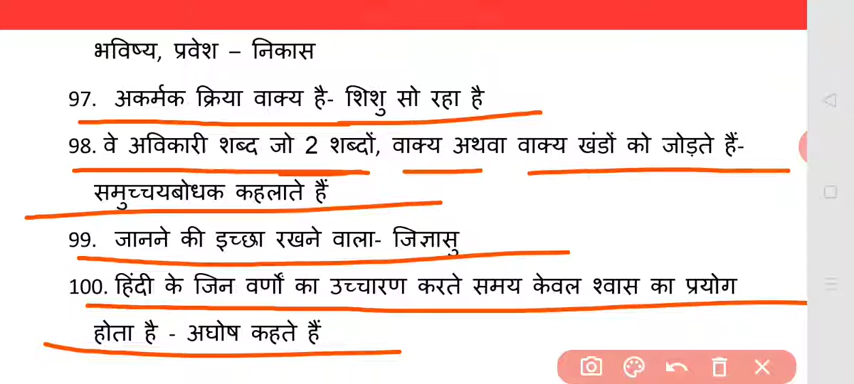 भविष्य, प्रवेश – निकास
97. अकर्मक क्रिया वाक्य है- शिशु सो रहा है
98. वे अविकारी शब्द जो 2 शब्दों, वाक्य अथवा वाक्य खंडों को जोड़ते हैं-
समुच्चयबोधक कहलाते हैं
99. जानने की इच्छा रखने वाला- जिज्ञासु
100. हिंदी के जिन वर्णों का उच्चारण करते समय केवल श्वास का प्रयोग
होता है - अघोष कहते हैं